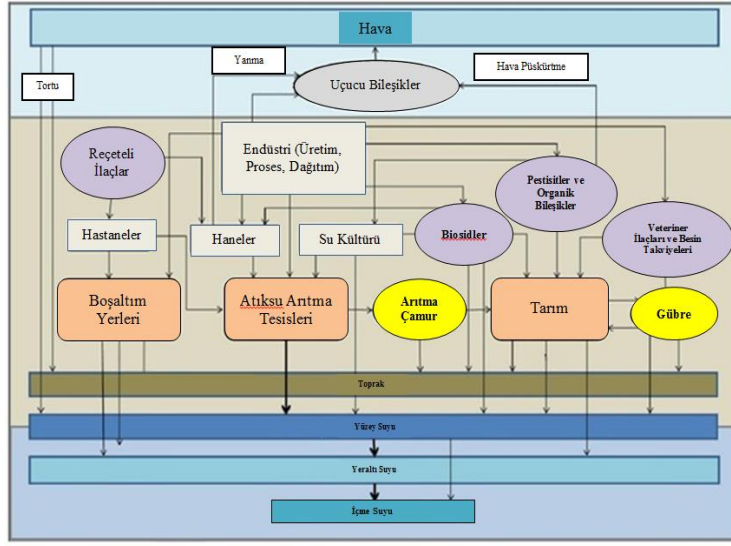 Hava
Yanma
Hava Püskürtme
Tortu
Uçucu Bileşikler
Endüstri (Üretim,
Proses, Dağıtım)
Reçeteli
İlaçlar
Pestisitler ve
Organik
Bileşikler
Hastaneler
Haneler
Su Kültürü
Biosidler
Veteriner
İlaçları ve Besin
Takviyeleri
Boşaltım
Yerleri
Atıksu Arıtma
Tesisleri
Arıtma
Çamur
Tarım
Gübre
Toprak
Yüzey Suyu
Yeraltı Suyu
İçme Suyu